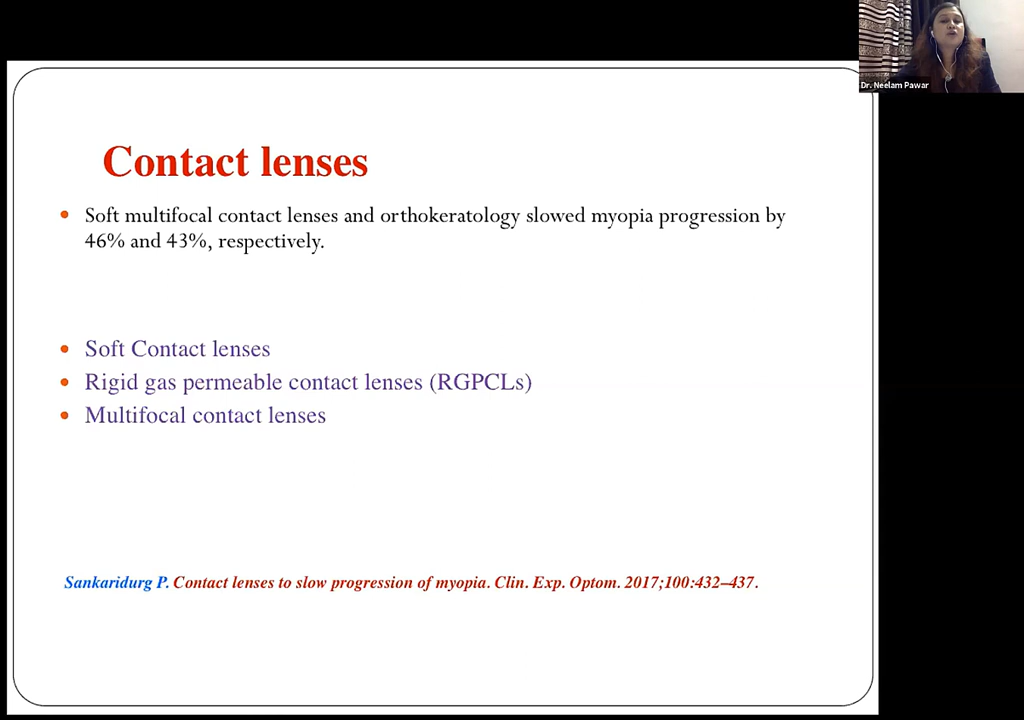 Dr. Neelam Pawar
Contact lenses
Soft multifocal contact lenses and orthokeratology slowed myopia progression by
46% and 43%, respectively.
Soft Contact lenses
Rigid gas permeable contact lenses (RGPCLs)
Multifocal contact lenses
Sankaridurg P. Contact lenses to slow progression of myopia. Clin. Exp. Optom. 2017;100:432–437.